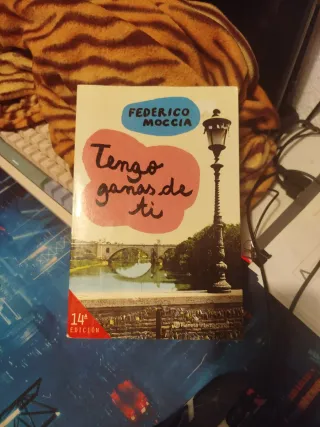 FEDERICO
MOCCIA
Tengo
ganas de
ti
14ª
EDICIÓN